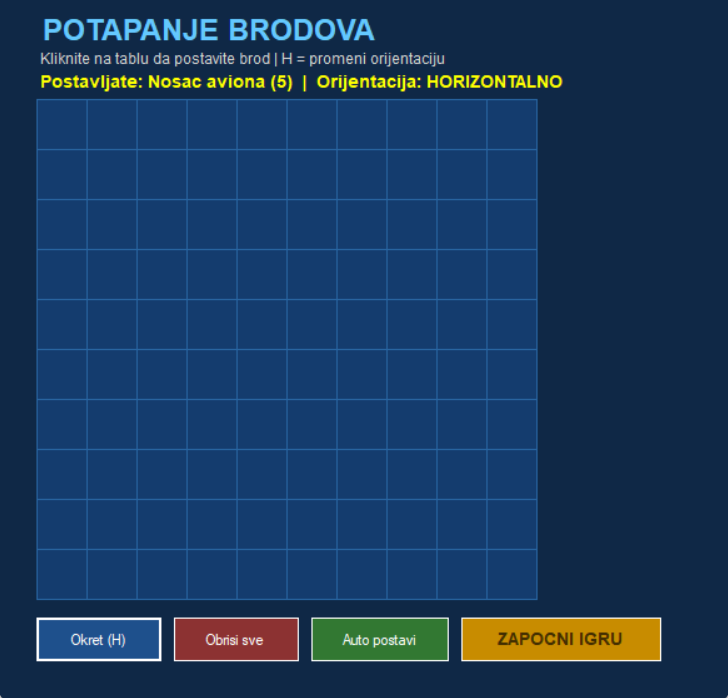 POTAPANJE BRODOVA
Kliknite na tablu da postavite brod | H = promeni orijentaciju
Postavljate: Nosac aviona (5) | Orijentacija: HORIZONTALNO
Okret (H)
Obrisi sve
Auto postavi
ZAPOCNI IGRU